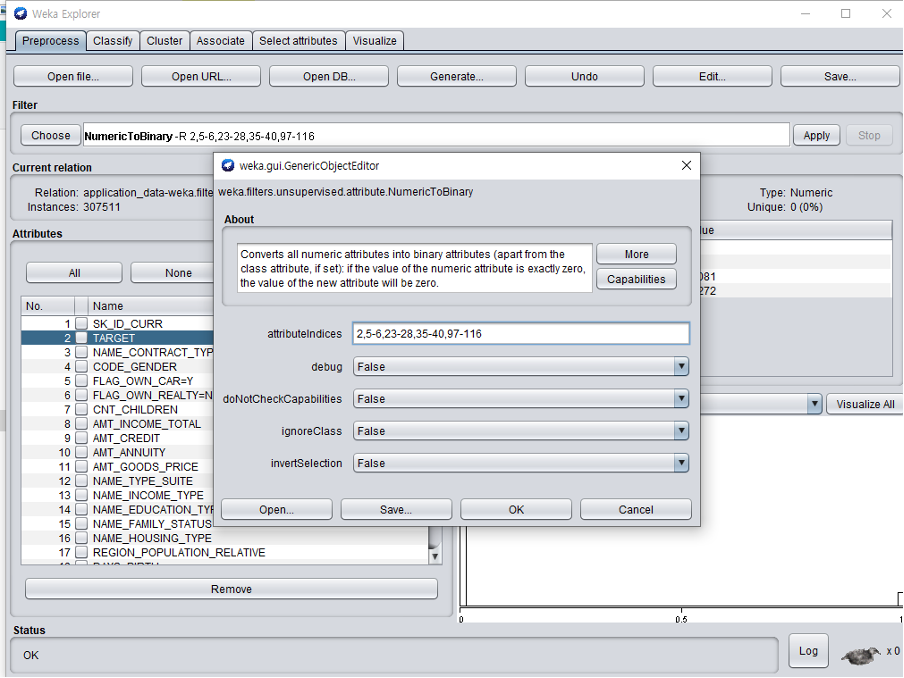 Weka Explorer
Preprocess Classify Cluster Associate Select attributes Visualize
Open file... Open URL... Open DB... Generate... Undo Edit... Save...
Filter
Choose NumericToBinary -R 2,5-6,23-28,35-40,97-116 Apply Stop
Current relation
Relation: application_data-weka.filte
Instances: 307511
Type: Numeric
Unique: 0 (0%)
Attributes
All None
No. Name
1 SK_ID_CURR
2 TARGET
3 NAME_CONTRACT_TYP
4 CODE_GENDER
5 FLAG_OWN_CAR=Y
6 FLAG_OWN_REALTY=N
7 CNT_CHILDREN
8 AMT_INCOME_TOTAL
9 AMT_CREDIT
10 AMT_ANNUITY
11 AMT_GOODS_PRICE
12 NAME_TYPE_SUITE
13 NAME_INCOME_TYPE
14 NAME_EDUCATION_TYP
15 NAME_FAMILY_STATUS
16 NAME_HOUSING_TYPE
17 REGION_POPULATION_RELATIVE
Remove
weka.gui.GenericObjectEditor
weka.filters.unsupervised.attribute.NumericToBinary
About
Converts all numeric attributes into binary attributes (apart from the
class attribute, if set): if the value of the numeric attribute is exactly zero,
the value of the new attribute will be zero.
More
Capabilities
attributeIndices 2,5-6,23-28,35-40,97-116
debug False
doNotCheckCapabilities False
ignoreClass False
invertSelection False
Open... Save... OK Cancel
lue
081
272
Visualize All
0 0.5 1
Status
OK
Log x 0